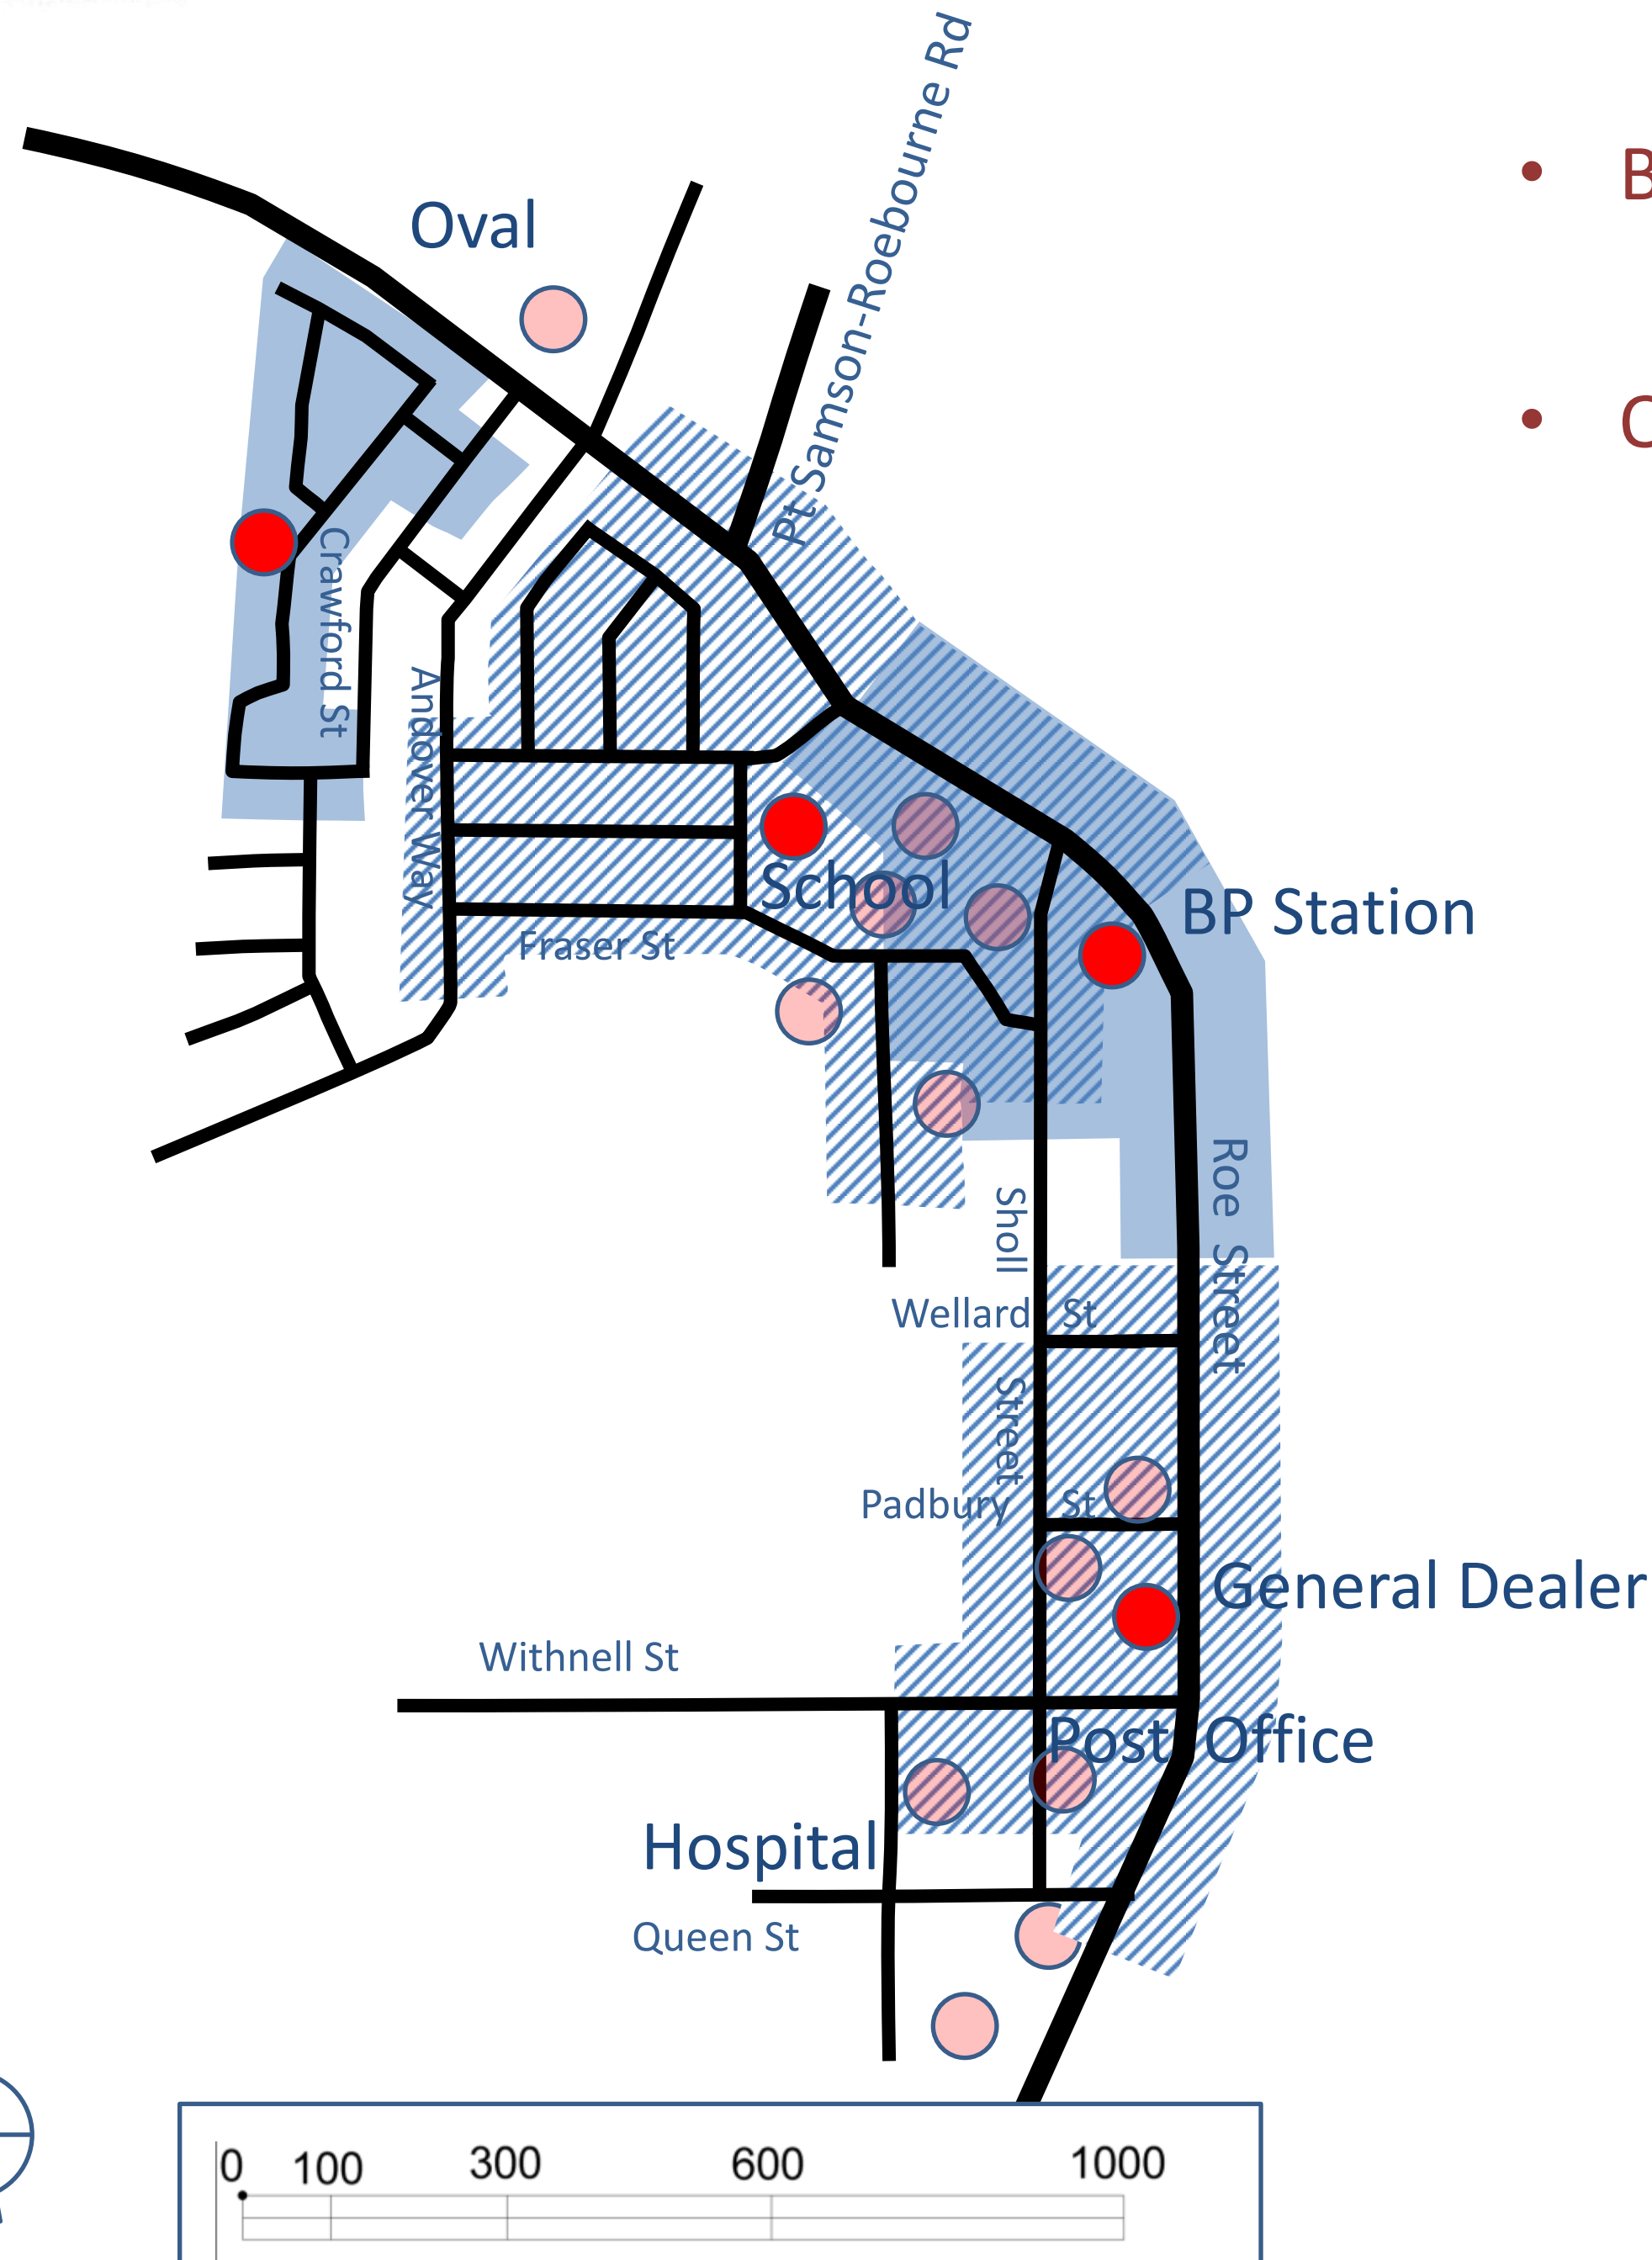 Pt Samson-Roebourne Rd
• B
Oval
• C
Crawford St
Andover Way
School
BP Station
Fraser St
Roe Street
Sholl Street
Wellard St
Padbury St
General Dealer
Withnell St
Post Office
Hospital
Queen St
0 100 300 600 1000